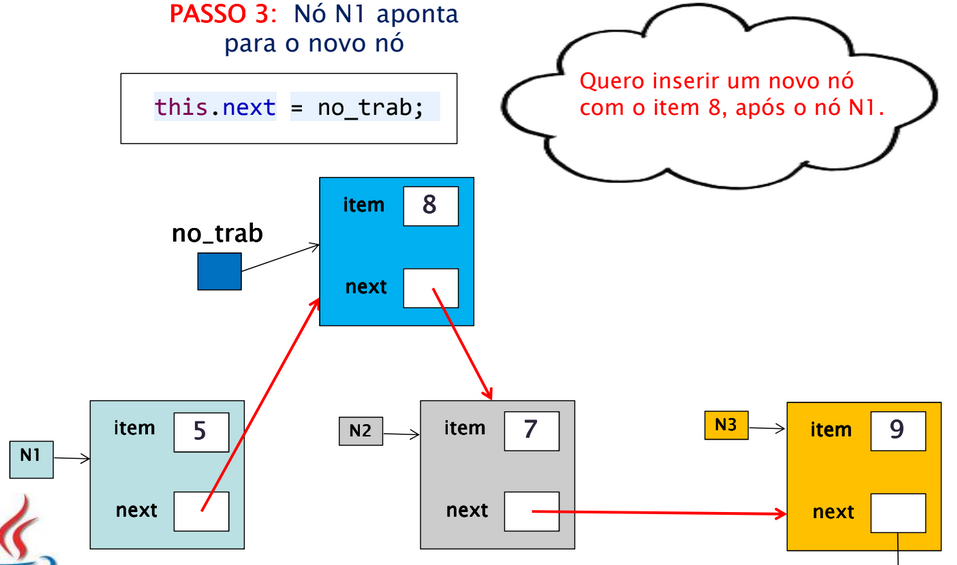 PASSO 3: Nó N1 aponta
para o novo nó
this.next = no_trab;
Quero inserir um novo nó
com o item 8, após o nó N1.
item 8
no_trab
next
item 5
N1
next
N2
item 7
next
N3
item 9
next